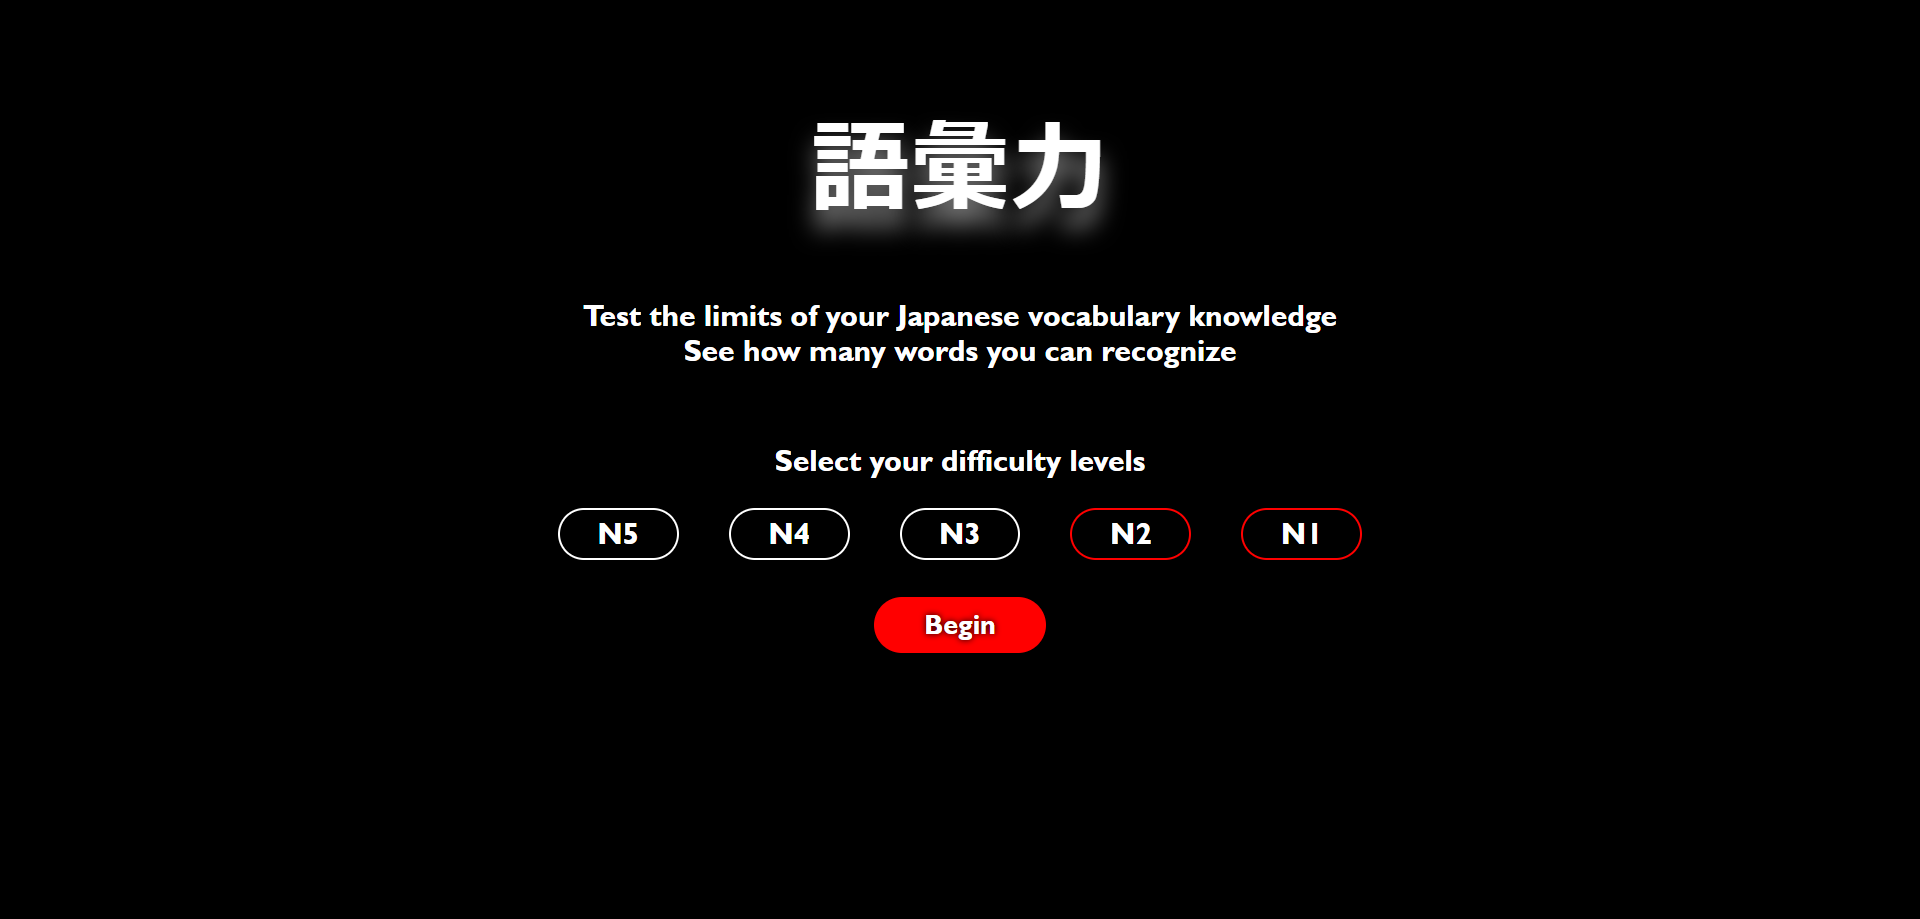 語彙力
Test the limits of your Japanese vocabulary knowledge
See how many words you can recognize
Select your difficulty levels
N5 N4 N3 N2 N1
Begin